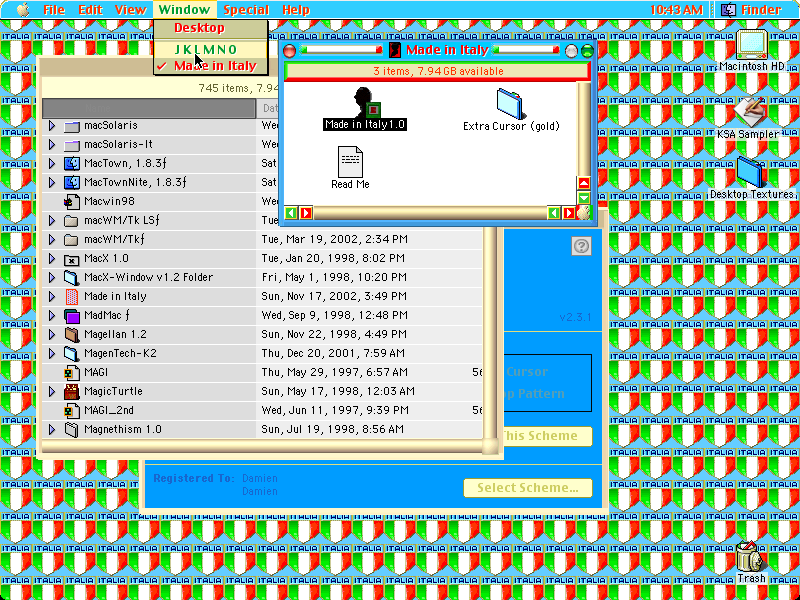 File Edit View Window Special Help 10:43 AM Finder
Desktop
J K L M N O
✓ Made in Italy
Made in Italy
3 items, 7.94 GB available
Made in Italy 1.0
Extra Cursor (gold)
Read Me
Macintosh HD
KSA Sampler
Desktop Textures
Trash
745 items, 7.94
Dat
macSolaris Wed
macSolaris-lt Wed
MacTown, 1.8.3ƒ Sat
MacTownNite, 1.8.3ƒ Sat
Macwin98 Wed
macWM/Tk LSƒ Tue
macWM/Tkƒ Tue, Mar 19, 2002, 2:34 PM
MacX 1.0 Tue, Jan 20, 1998, 8:02 PM
MacX-Window v1.2 Folder Fri, May 1, 1998, 10:20 PM
Made in Italy Sun, Nov 17, 2002, 3:49 PM
MadMac ƒ Wed, Sep 9, 1998, 12:48 PM
Magellan 1.2 Sun, Nov 22, 1998, 4:49 PM
MagenTech-K2 Thu, Dec 20, 2001, 7:59 AM
MAGI Thu, May 29, 1997, 6:57 AM 56
MagicTurtle Sun, May 17, 1998, 12:03 AM
MAGI_2nd Wed, Jun 11, 1997, 9:39 PM 56
Magnethism 1.0 Sun, Jul 19, 1998, 8:56 AM
?
v2.3.1
Cursor
p Pattern
This Scheme
Registered To: Damien
Damien
Select Scheme...
ITALIA